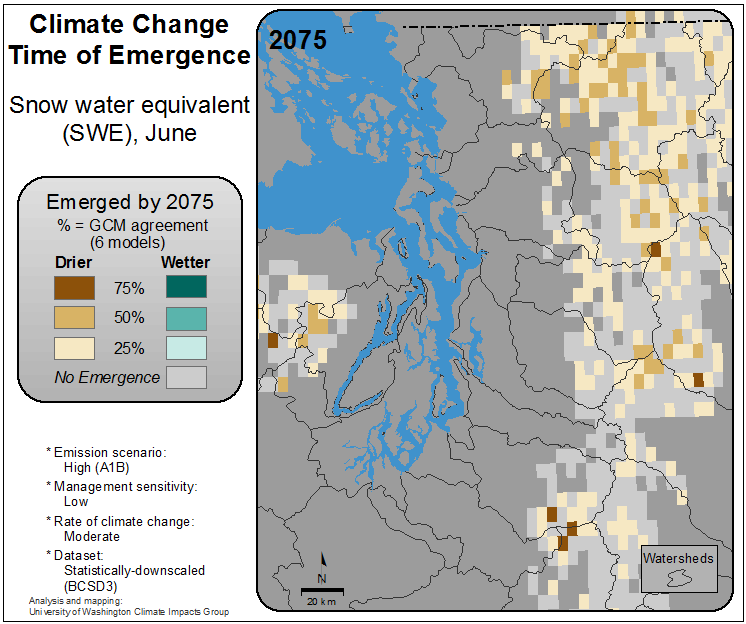 Climate Change
Time of Emergence
Snow water equivalent
(SWE), June
Emerged by 2075
% = GCM agreement
(6 models)
Drier Wetter
75%
50%
25%
No Emergence
* Emission scenario:
High (A1B)
* Management sensitivity:
Low
* Rate of climate change:
Moderate
* Dataset:
Statistically-downscaled
(BCSD3)
Analysis and mapping:
University of Washington Climate Impacts Group
2075
N
20 km
Watersheds